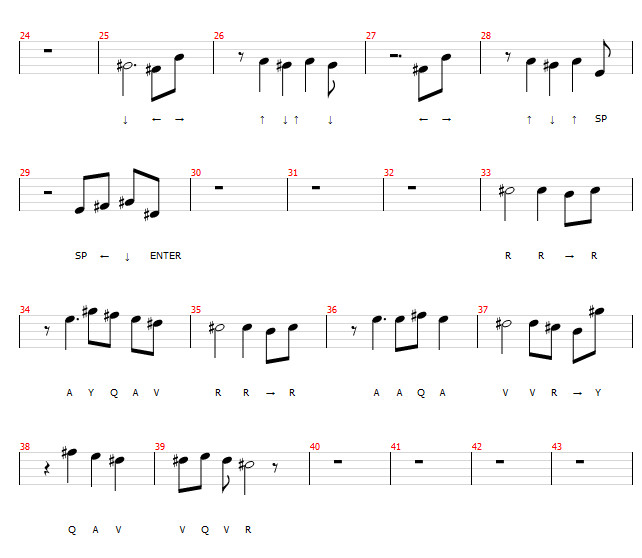 24 25 26 27 28
↓ ← → ↑ ↓ ↑ ↓ ← → ↑ ↓ ↑ SP
29 30 31 32 33
SP ← ↓ ENTER R R → R
34 35 36 37
A Y Q A V R R → R A A Q A V V R → Y
38 39 40 41 42 43
Q A V V Q V R